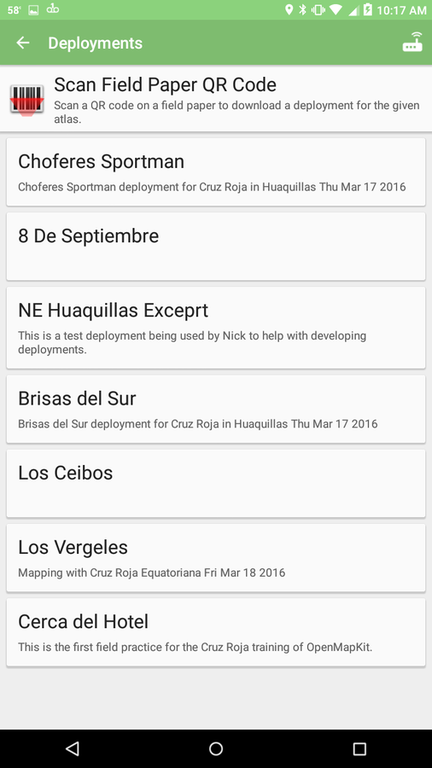 58°
10:17 AM
Deployments
Scan Field Paper QR Code
Scan a QR code on a field paper to download a deployment for the given
atlas.
Choferes Sportman
Choferes Sportman deployment for Cruz Roja in Huaquillas Thu Mar 17 2016
8 De Septiembre
NE Huaquillas Exceprt
This is a test deployment being used by Nick to help with developing
deployments.
Brisas del Sur
Brisas del Sur deployment for Cruz Roja in Huaquillas Thu Mar 17 2016
Los Ceibos
Los Vergeles
Mapping with Cruz Roja Equatoriana Fri Mar 18 2016
Cerca del Hotel
This is the first field practice for the Cruz Roja training of OpenMapKit.